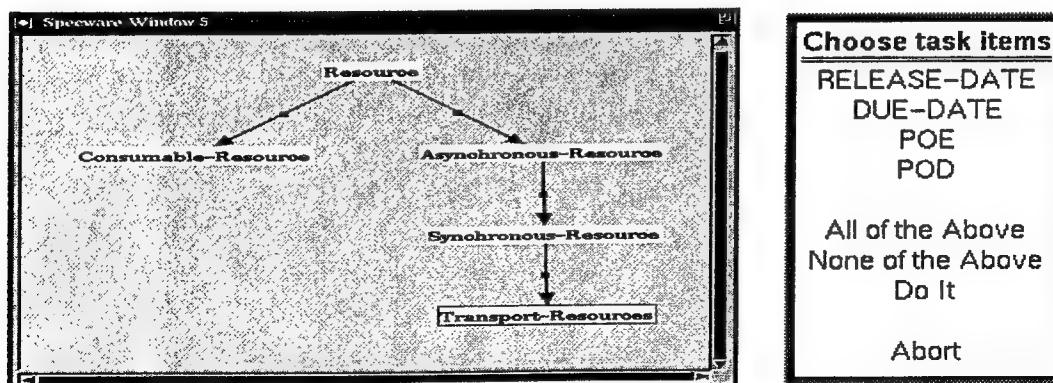 Specware Window 5
Resource
Consumable-Resource
Asynchronous-Resource
Synchronous-Resource
Transport-Resources
Choose task items
RELEASE-DATE
DUE-DATE
POE
POD
All of the Above
None of the Above
Do It
Abort